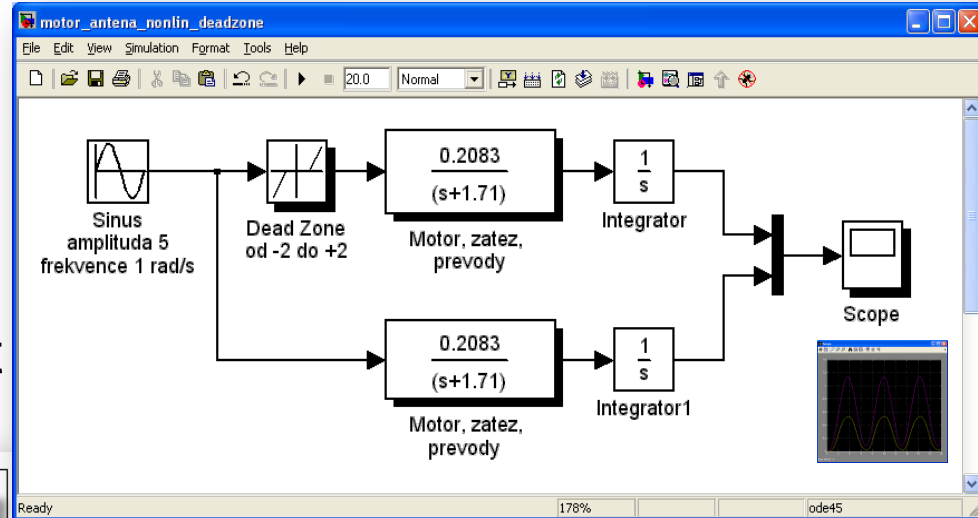 motor_antena_nonlin_deadzone
File Edit View Simulation Format Tools Help
20.0 Normal
Sinus
amplituda 5
frekvence 1 rad/s
Dead Zone
od -2 do +2
0.2083
(s+1.71)
Motor, zatez,
prevody
1
s
Integrator
0.2083
(s+1.71)
Motor, zatez,
prevody
1
s
Integrator1
Scope
Ready 178% ode45